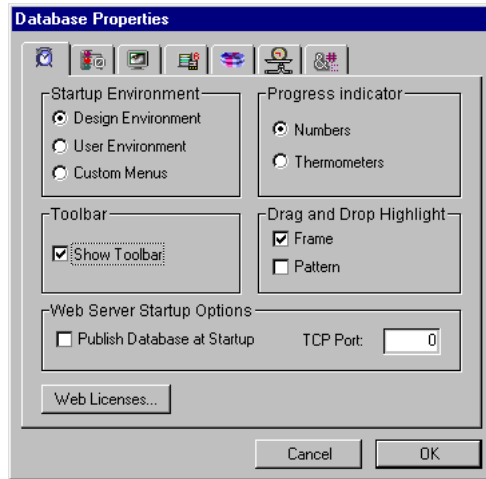 Database Properties
&#
Startup Environment
Design Environment
User Environment
Custom Menus
Progress indicator
Numbers
Thermometers
Toolbar
Show Toolbar
Drag and Drop Highlight
Frame
Pattern
Web Server Startup Options
Publish Database at Startup TCP Port: 0
Web Licenses...
Cancel OK